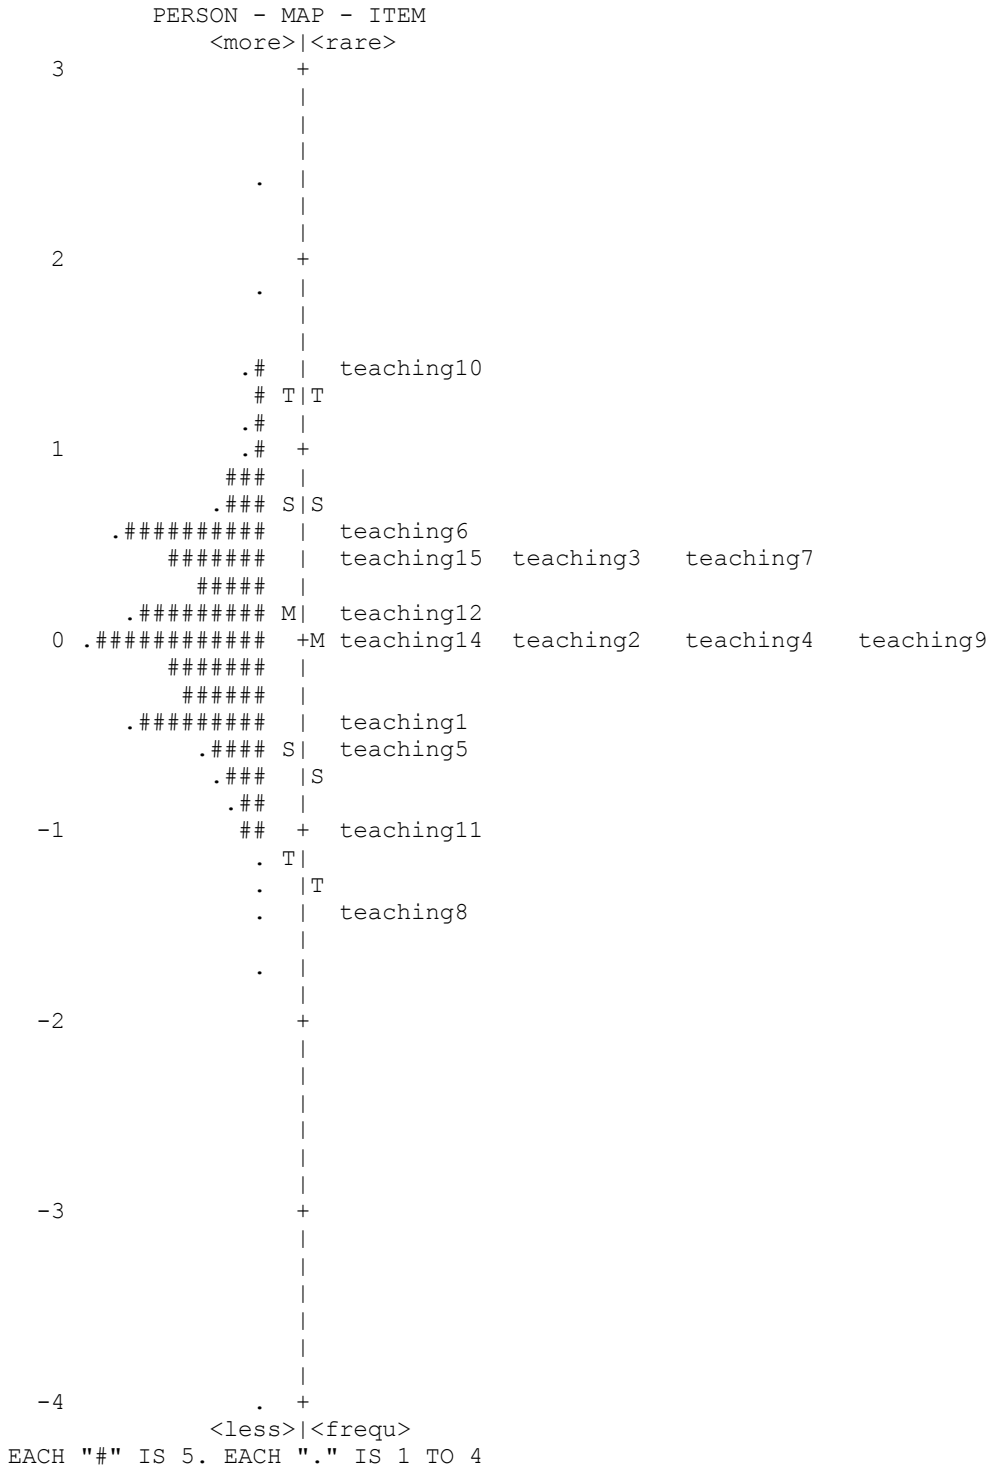 PERSON - MAP - ITEM
<more>|<rare>
3 +
|
|
|
. |
|
|
2 +
. |
|
|
.# | teaching10
# T|T
.# |
1 .# +
### |
.### S|S
.########## | teaching6
####### | teaching15 teaching3 teaching7
##### |
.######### M| teaching12
0 .############ +M teaching14 teaching2 teaching4 teaching9
####### |
###### |
.######### | teaching1
.#### S| teaching5
.### |S
.## |
-1 ## + teaching11
. T|
. |T
. | teaching8
|
. |
|
-2 +
|
|
|
|
|
|
-3 +
|
|
|
|
|
|
-4 . +
<less>|<frequ>
EACH "#" IS 5. EACH "." IS 1 TO 4